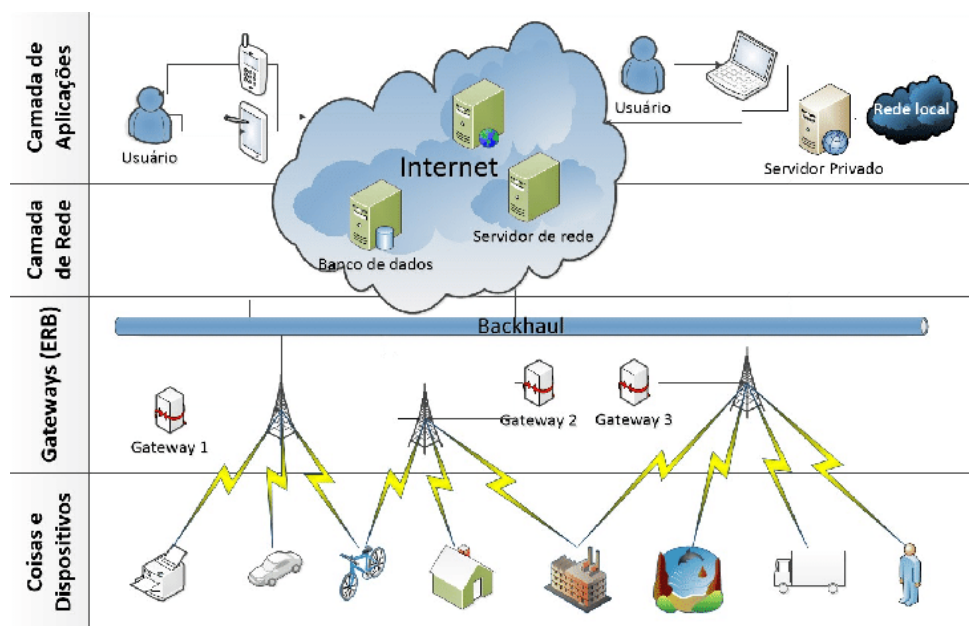 Camada de
Aplicações
Usuário
Internet
Usuário
Rede local
Servidor Privado
Camada
de Rede
Servidor de rede
Banco de dados
Gateways (ERB)
Backhaul
Gateway 1
Gateway 2
Gateway 3
Coisas e
Dispositivos